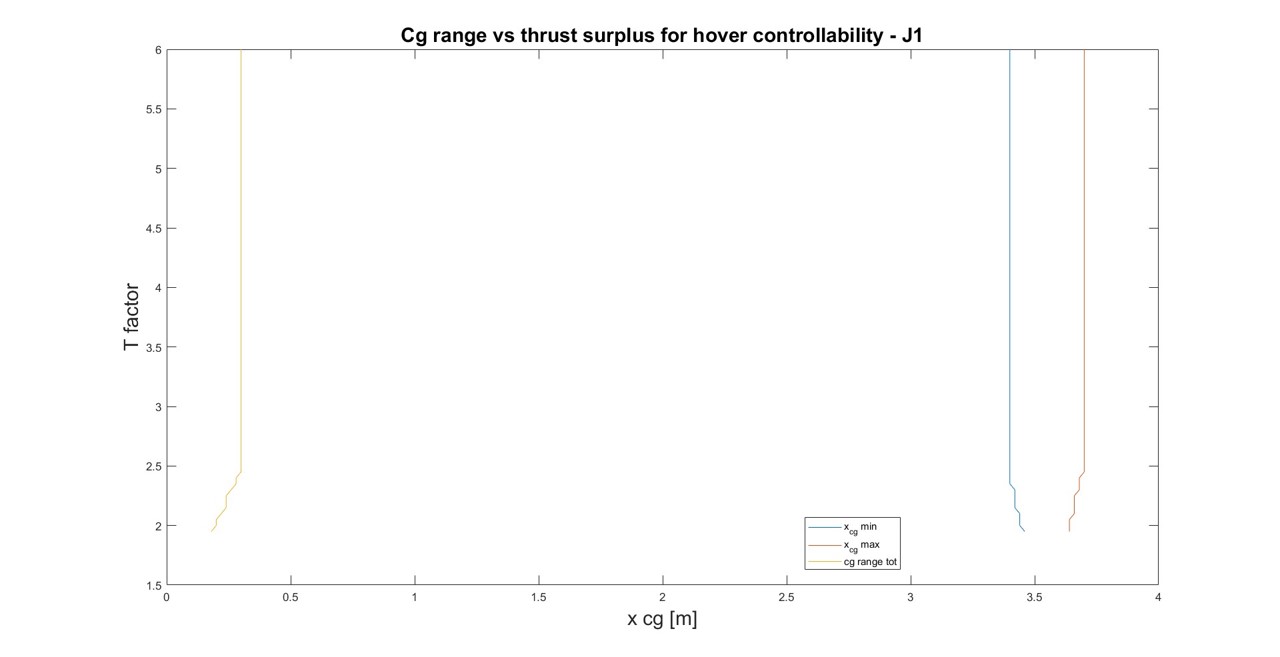 Cg range vs thrust surplus for hover controllability - J1
6
5.5
5
4.5
4
3.5
3
2.5
2
1.5
T factor
x_cg min
x_cg max
cg range tot
0 0.5 1 1.5 2 2.5 3 3.5 4
x cg [m]